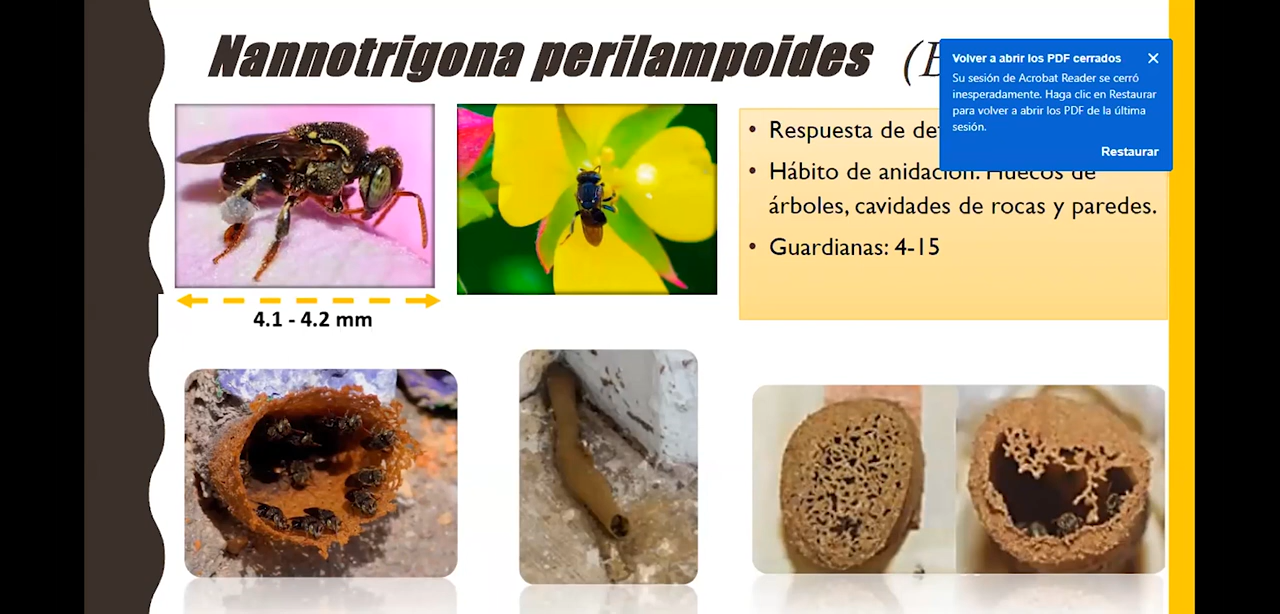 Nannotrigona perilampoides
Volver a abrir los PDF cerrados
Su sesión de Acrobat Reader se cerró
inesperadamente. Haga clic en Restaurar
para volver a abrir los PDF de la última
sesión.
Restaurar
• Respuesta de
• Hábito de anidación: Huecos de
árboles, cavidades de rocas y paredes.
• Guardianas: 4-15
4.1 - 4.2 mm